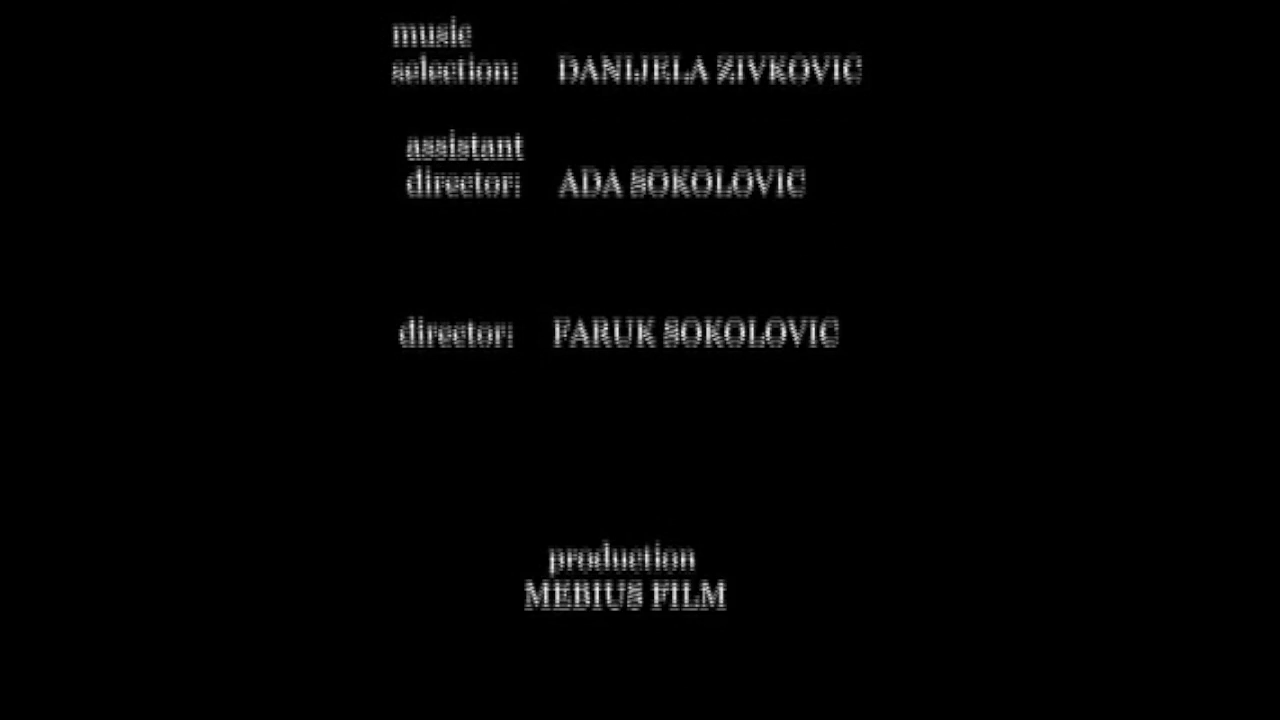 music
selection: DANIJELA ZIVKOVIC
assistant
director: ADA SOKOLOVIC
director: FARUK SOKOLOVIC
production
MEBIUS FILM